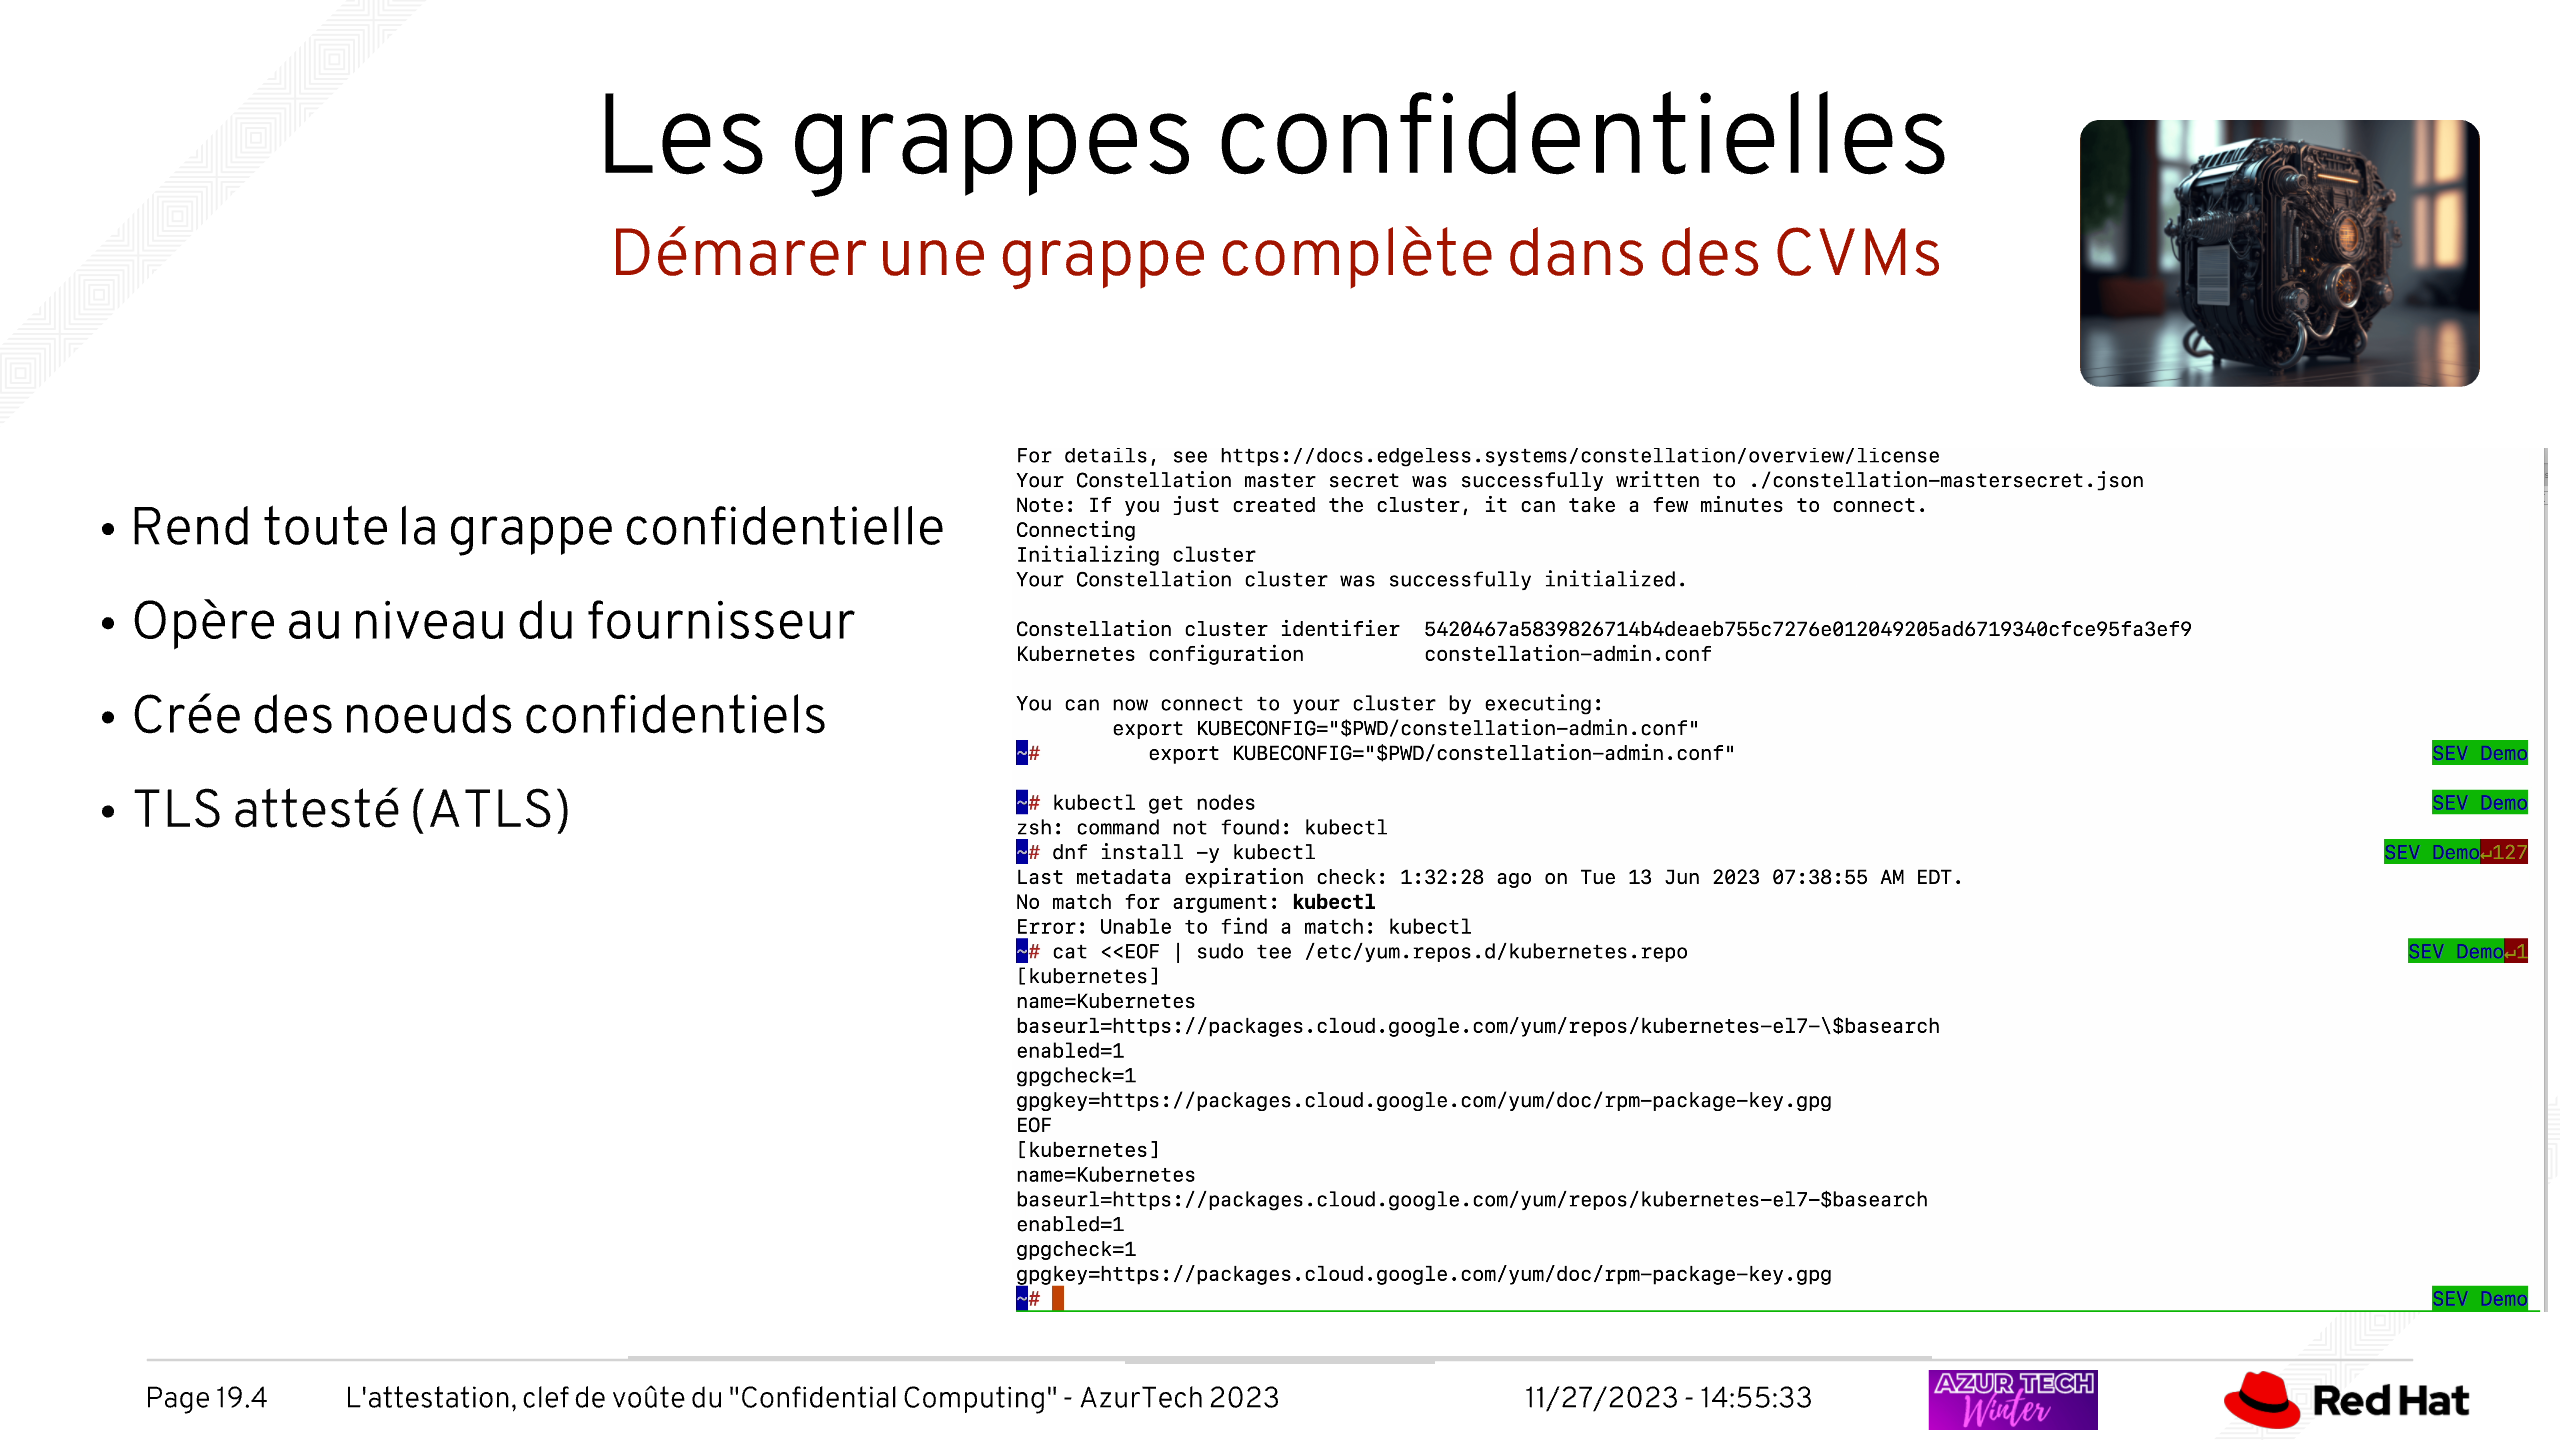 Les grappes confidentielles
Démarer une grappe complète dans des CVMs
• Rend toute la grappe confidentielle
• Opère au niveau du fournisseur
• Crée des noeuds confidentiels
• TLS attesté (ATLS)
For details, see https://docs.edgeless.systems/constellation/overview/license
Your Constellation master secret was successfully written to ./constellation-mastersecret.json
Note: If you just created the cluster, it can take a few minutes to connect.
Connecting
Initializing cluster
Your Constellation cluster was successfully initialized.
Constellation cluster identifier  5420467a5839826714b4deaeb755c7276e012049205ad6719340cfce95fa3ef9
Kubernetes configuration          constellation-admin.conf
You can now connect to your cluster by executing:
        export KUBECONFIG="$PWD/constellation-admin.conf"
~#         export KUBECONFIG="$PWD/constellation-admin.conf" SEV Demo
~# kubectl get nodes SEV Demo
zsh: command not found: kubectl
~# dnf install -y kubectl SEV Demo↵127
Last metadata expiration check: 1:32:28 ago on Tue 13 Jun 2023 07:38:55 AM EDT.
No match for argument: kubectl
Error: Unable to find a match: kubectl
~# cat <<EOF | sudo tee /etc/yum.repos.d/kubernetes.repo SEV Demo↵1
[kubernetes]
name=Kubernetes
baseurl=https://packages.cloud.google.com/yum/repos/kubernetes-el7-\$basearch
enabled=1
gpgcheck=1
gpgkey=https://packages.cloud.google.com/yum/doc/rpm-package-key.gpg
EOF
[kubernetes]
name=Kubernetes
baseurl=https://packages.cloud.google.com/yum/repos/kubernetes-el7-$basearch
enabled=1
gpgcheck=1
gpgkey=https://packages.cloud.google.com/yum/doc/rpm-package-key.gpg
~# SEV Demo
Page 19.4 L'attestation, clef de voûte du "Confidential Computing" - AzurTech 2023 11/27/2023 - 14:55:33
AZUR TECH
Winter
Red Hat